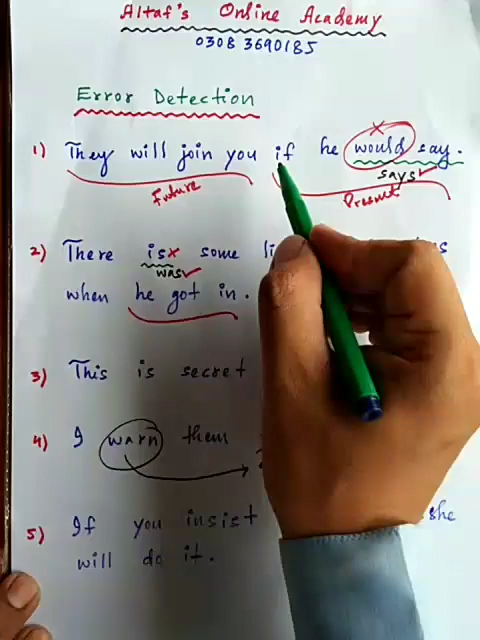 Altaf's Online Academy
0308 3690185
Error Detection
1) They will join you if he would say.
Future
says
Present
2) There is some
was
when he got in.
3) This is secret
4) I warn them
5) If you insist she
will do it.